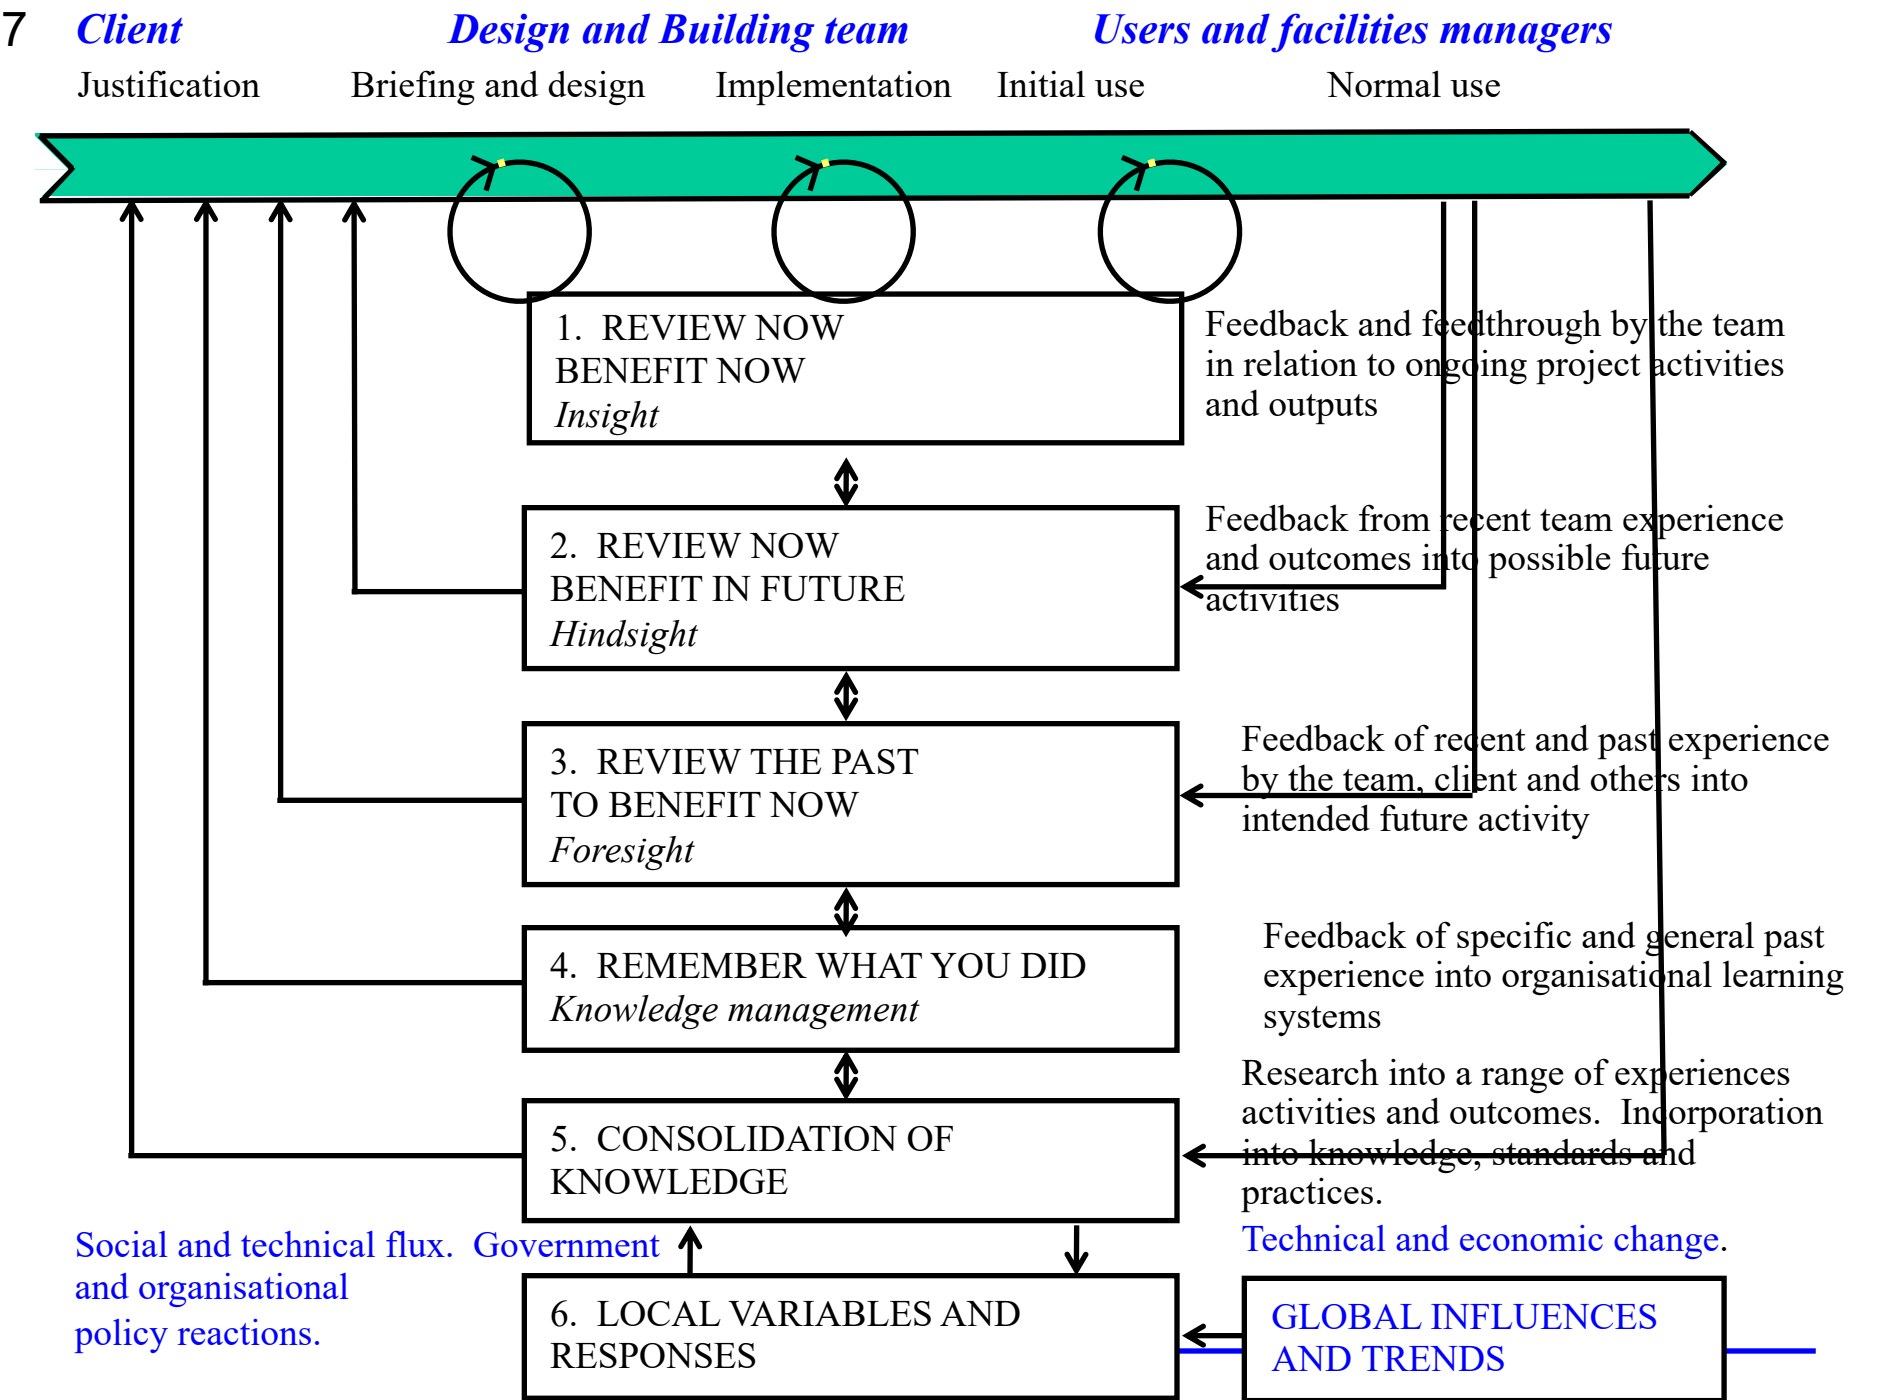 7 Client Design and Building team Users and facilities managers
Justification Briefing and design Implementation Initial use Normal use
1. REVIEW NOW
BENEFIT NOW
Insight
Feedback and feedthrough by the team
in relation to ongoing project activities
and outputs
2. REVIEW NOW
BENEFIT IN FUTURE
Hindsight
Feedback from recent team experience
and outcomes into possible future
activities
3. REVIEW THE PAST
TO BENEFIT NOW
Foresight
Feedback of recent and past experience
by the team, client and others into
intended future activity
4. REMEMBER WHAT YOU DID
Knowledge management
Feedback of specific and general past
experience into organisational learning
systems
5. CONSOLIDATION OF
KNOWLEDGE
Research into a range of experiences
activities and outcomes. Incorporation
into knowledge, standards and
practices.
Social and technical flux. Government
and organisational
policy reactions.
Technical and economic change.
6. LOCAL VARIABLES AND
RESPONSES
GLOBAL INFLUENCES
AND TRENDS